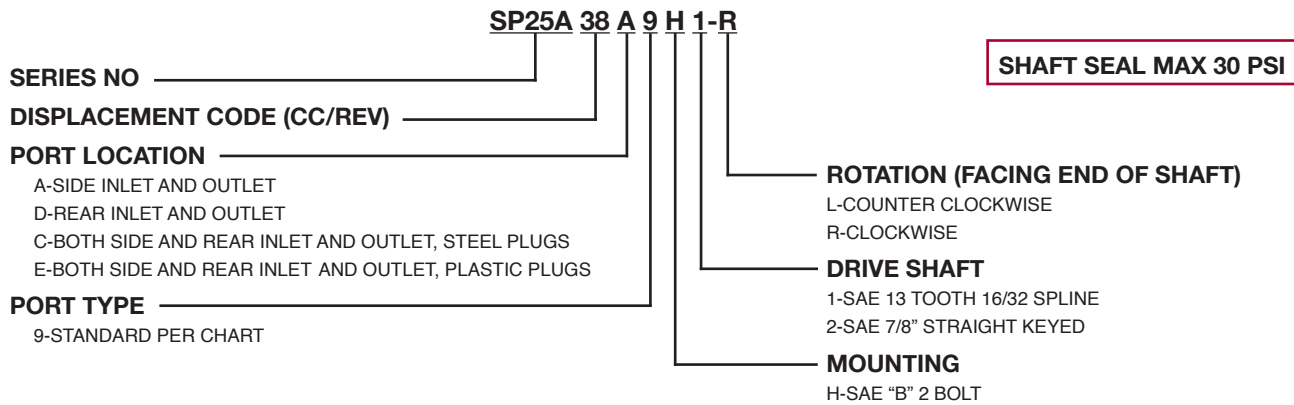 SP25A 38 A 9 H 1-R
SHAFT SEAL MAX 30 PSI
SERIES NO
DISPLACEMENT CODE (CC/REV)
PORT LOCATION
A-SIDE INLET AND OUTLET
D-REAR INLET AND OUTLET
C-BOTH SIDE AND REAR INLET AND OUTLET, STEEL PLUGS
E-BOTH SIDE AND REAR INLET AND OUTLET, PLASTIC PLUGS
PORT TYPE
9-STANDARD PER CHART
ROTATION (FACING END OF SHAFT)
L-COUNTER CLOCKWISE
R-CLOCKWISE
DRIVE SHAFT
1-SAE 13 TOOTH 16/32 SPLINE
2-SAE 7/8” STRAIGHT KEYED
MOUNTING
H-SAE “B” 2 BOLT